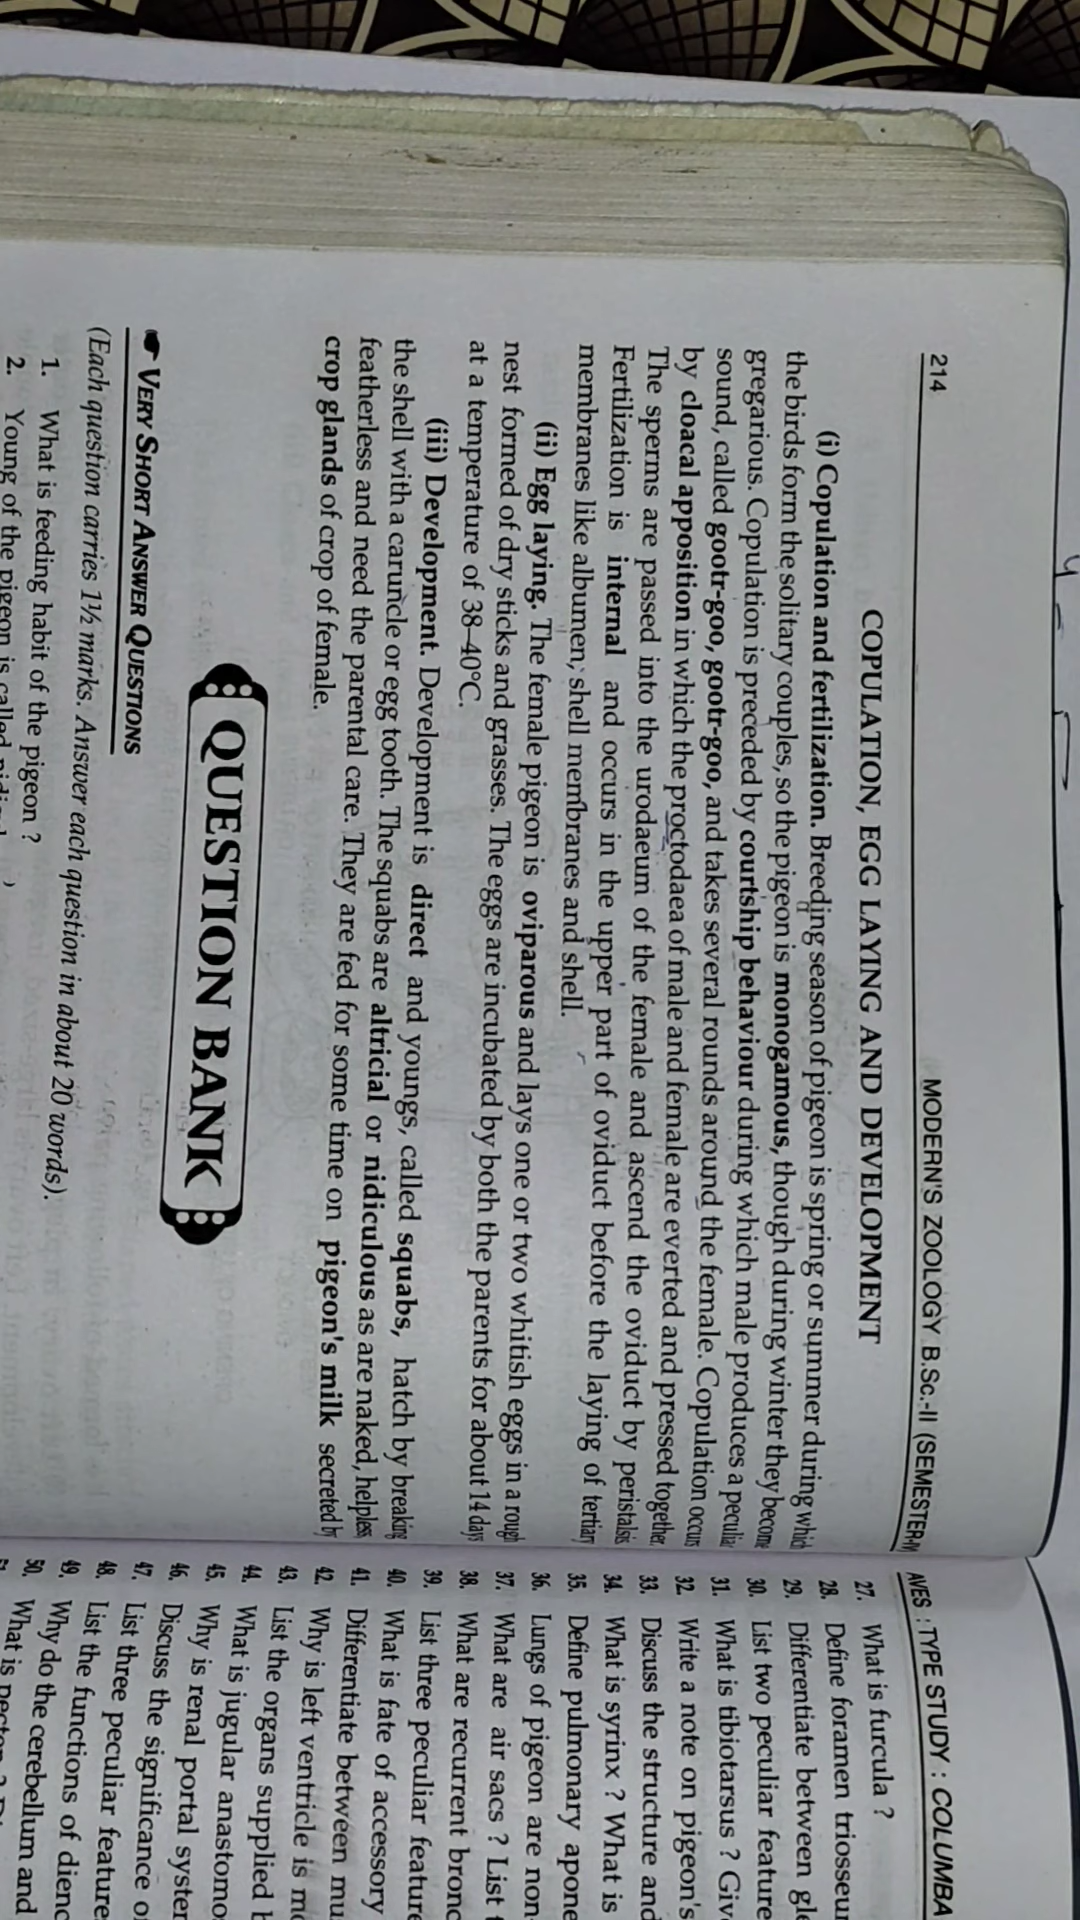 214
MODERN'S ZOOLOGY B.Sc.-II (SEMESTER-IV
COPULATION, EGG LAYING AND DEVELOPMENT
(i) Copulation and fertilization. Breeding season of pigeon is spring or summer during which
the birds form the solitary couples, so the pigeon is monogamous, though during winter they become
gregarious. Copulation is preceded by courtship behaviour during which male produces a peculiar
sound, called gootr-goo, gootr-goo, and takes several rounds around the female. Copulation occurs
by cloacal apposition in which the proctodaea of male and female are everted and pressed together.
The sperms are passed into the urodaeum of the female and ascend the oviduct by peristalsis
Fertilization is internal and occurs in the upper part of oviduct before the laying of tertiary
membranes like albumen, shell membranes and shell.
(ii) Egg laying. The female pigeon is oviparous and lays one or two whitish eggs in a rough
nest formed of dry sticks and grasses. The eggs are incubated by both the parents for about 14 days
at a temperature of 38–40°C.
(iii) Development. Development is direct and youngs, called squabs, hatch by breaking
the shell with a caruncle or egg tooth. The squabs are altricial or nidiculous as are naked, helpless,
featherless and need the parental care. They are fed for some time on pigeon's milk secreted by
crop glands of crop of female.
QUESTION BANK
VERY SHORT ANSWER QUESTIONS
(Each question carries 1½ marks. Answer each question in about 20 words).
1. What is feeding habit of the pigeon ?
2. Young of the pigeon is called
AVES : TYPE STUDY : COLUMBA
27. What is furcula ?
28. Define foramen triosseum
29. Differentiate between
30. List two peculiar feature
31. What is tibiotarsus ? Give
32. Write a note on pigeon's
33. Discuss the structure and
34. What is syrinx ? What is
35. Define pulmonary apone
36. Lungs of pigeon are non
37. What are air sacs ? List
38. What are recurrent bronc
39. List three peculiar feature
40. What is fate of accessory
41. Differentiate between mu
42. Why is left ventricle is mo
43. List the organs supplied b
44. What is jugular anastomo
45. Why is renal portal system
46. Discuss the significance o
47. List three peculiar feature
48. List the functions of dienc
49. Why do the cerebellum and
50. What is pecten ?